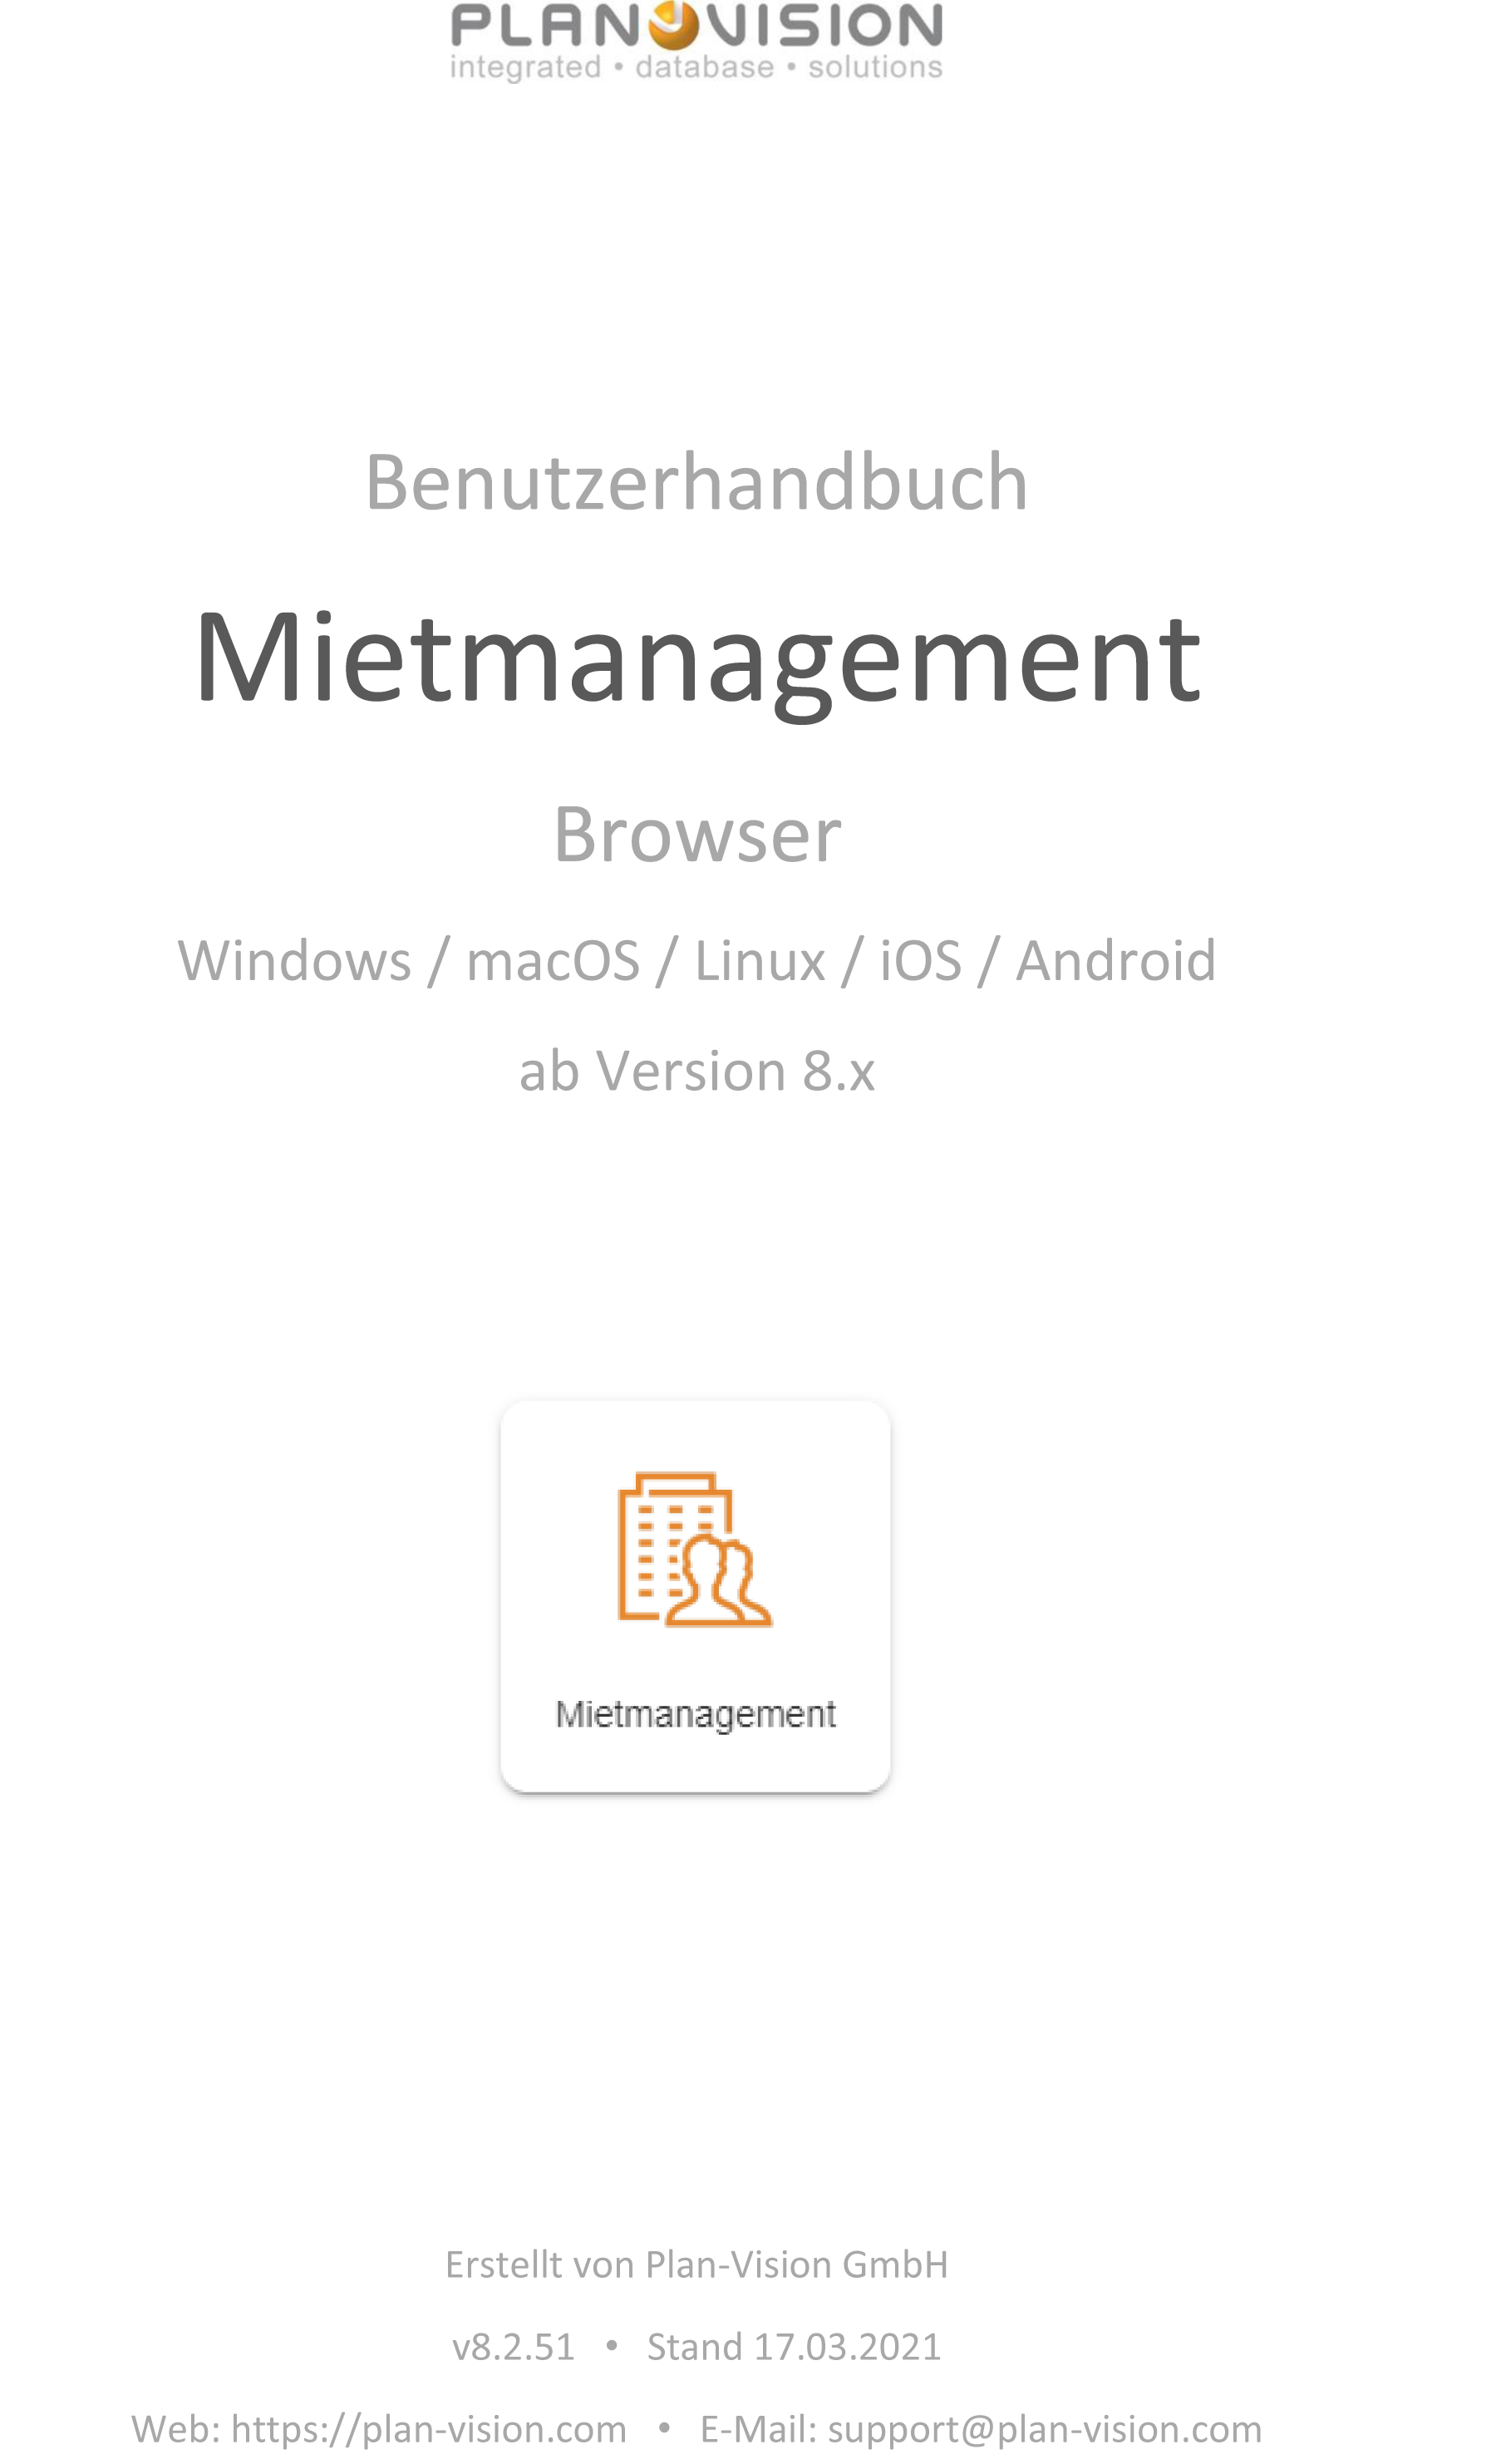 PLANVISION
integrated • database • solutions
Benutzerhandbuch
Mietmanagement
Browser
Windows / macOS / Linux / iOS / Android
ab Version 8.x
Mietmanagement
Erstellt von Plan-Vision GmbH
v8.2.51 • Stand 17.03.2021
Web: https://plan-vision.com • E-Mail: support@plan-vision.com